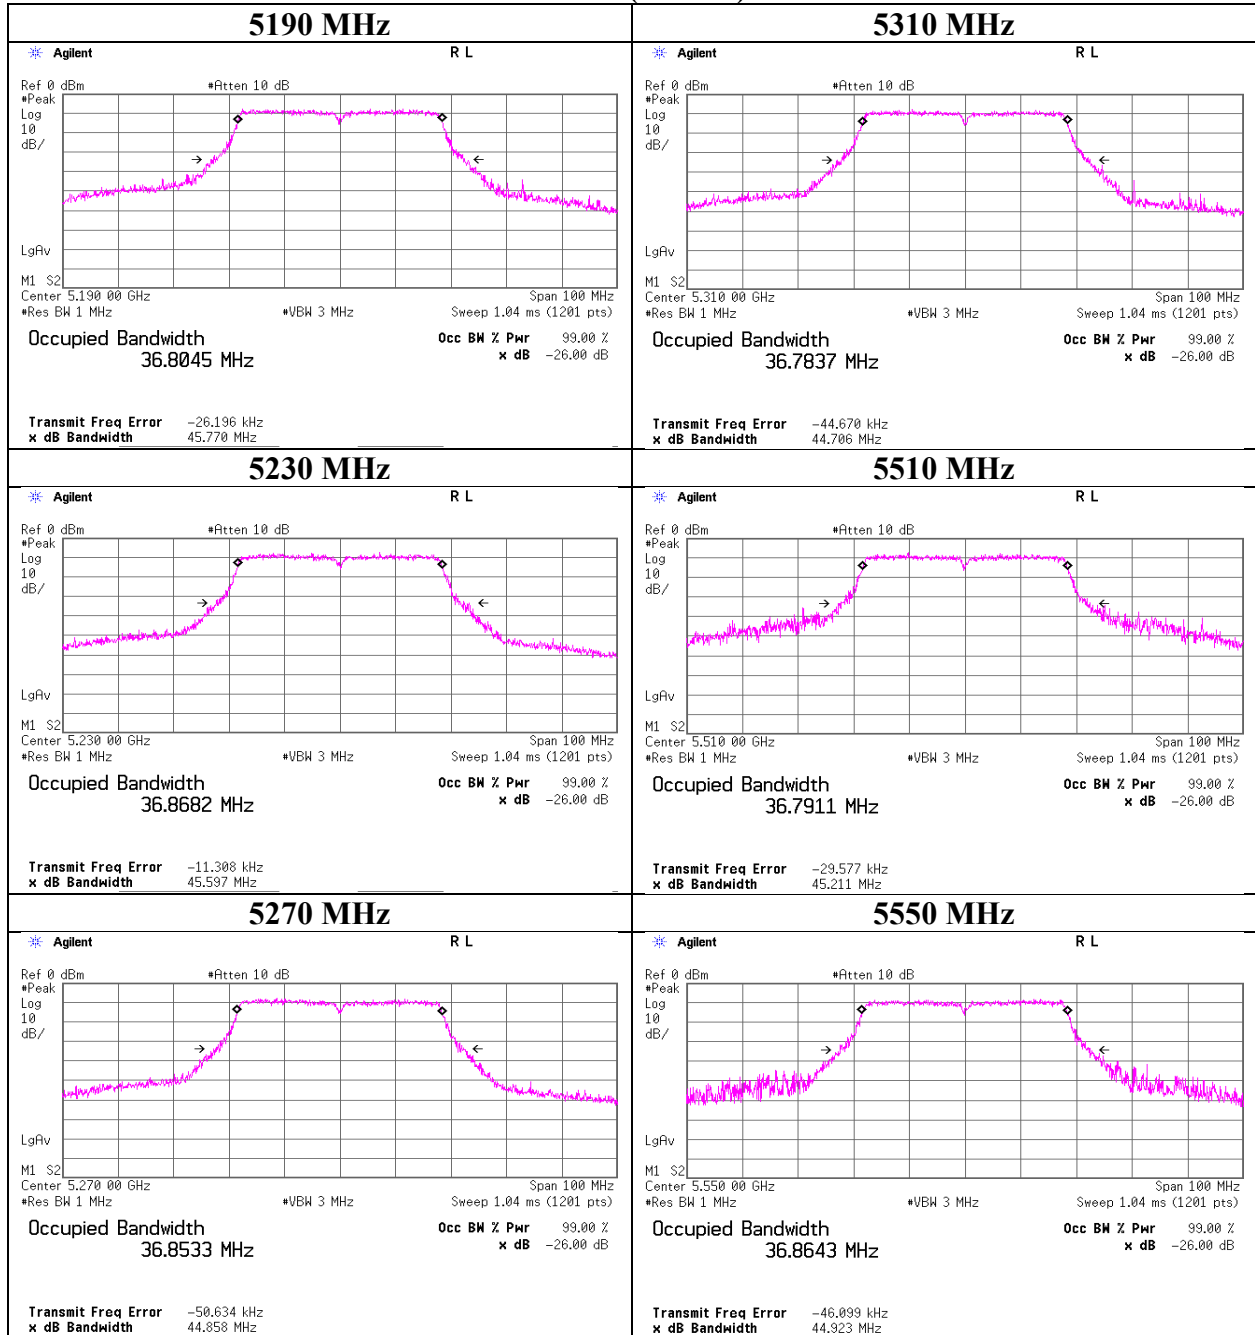 5190 MHz
Agilent
R L
Ref 0 dBm #Atten 10 dB
#Peak
Log
10
dB/
LgAv
M1 S2
Center 5.190 00 GHz Span 100 MHz
#Res BW 1 MHz #VBW 3 MHz Sweep 1.04 ms (1201 pts)
Occupied Bandwidth Occ BW % Pwr 99.00 %
36.8045 MHz x dB -26.00 dB
Transmit Freq Error -26.196 kHz
x dB Bandwidth 45.770 MHz
5310 MHz
Agilent
R L
Ref 0 dBm #Atten 10 dB
#Peak
Log
10
dB/
LgAv
M1 S2
Center 5.310 00 GHz Span 100 MHz
#Res BW 1 MHz #VBW 3 MHz Sweep 1.04 ms (1201 pts)
Occupied Bandwidth Occ BW % Pwr 99.00 %
36.7837 MHz x dB -26.00 dB
Transmit Freq Error -44.670 kHz
x dB Bandwidth 44.706 MHz
5230 MHz
Agilent
R L
Ref 0 dBm #Atten 10 dB
#Peak
Log
10
dB/
LgAv
M1 S2
Center 5.230 00 GHz Span 100 MHz
#Res BW 1 MHz #VBW 3 MHz Sweep 1.04 ms (1201 pts)
Occupied Bandwidth Occ BW % Pwr 99.00 %
36.8682 MHz x dB -26.00 dB
Transmit Freq Error -11.308 kHz
x dB Bandwidth 45.597 MHz
5510 MHz
Agilent
R L
Ref 0 dBm #Atten 10 dB
#Peak
Log
10
dB/
LgAv
M1 S2
Center 5.510 00 GHz Span 100 MHz
#Res BW 1 MHz #VBW 3 MHz Sweep 1.04 ms (1201 pts)
Occupied Bandwidth Occ BW % Pwr 99.00 %
36.7911 MHz x dB -26.00 dB
Transmit Freq Error -29.577 kHz
x dB Bandwidth 45.211 MHz
5270 MHz
Agilent
R L
Ref 0 dBm #Atten 10 dB
#Peak
Log
10
dB/
LgAv
M1 S2
Center 5.270 00 GHz Span 100 MHz
#Res BW 1 MHz #VBW 3 MHz Sweep 1.04 ms (1201 pts)
Occupied Bandwidth Occ BW % Pwr 99.00 %
36.8533 MHz x dB -26.00 dB
Transmit Freq Error -50.634 kHz
x dB Bandwidth 44.858 MHz
5550 MHz
Agilent
R L
Ref 0 dBm #Atten 10 dB
#Peak
Log
10
dB/
LgAv
M1 S2
Center 5.550 00 GHz Span 100 MHz
#Res BW 1 MHz #VBW 3 MHz Sweep 1.04 ms (1201 pts)
Occupied Bandwidth Occ BW % Pwr 99.00 %
36.8643 MHz x dB -26.00 dB
Transmit Freq Error -46.099 kHz
x dB Bandwidth 44.923 MHz